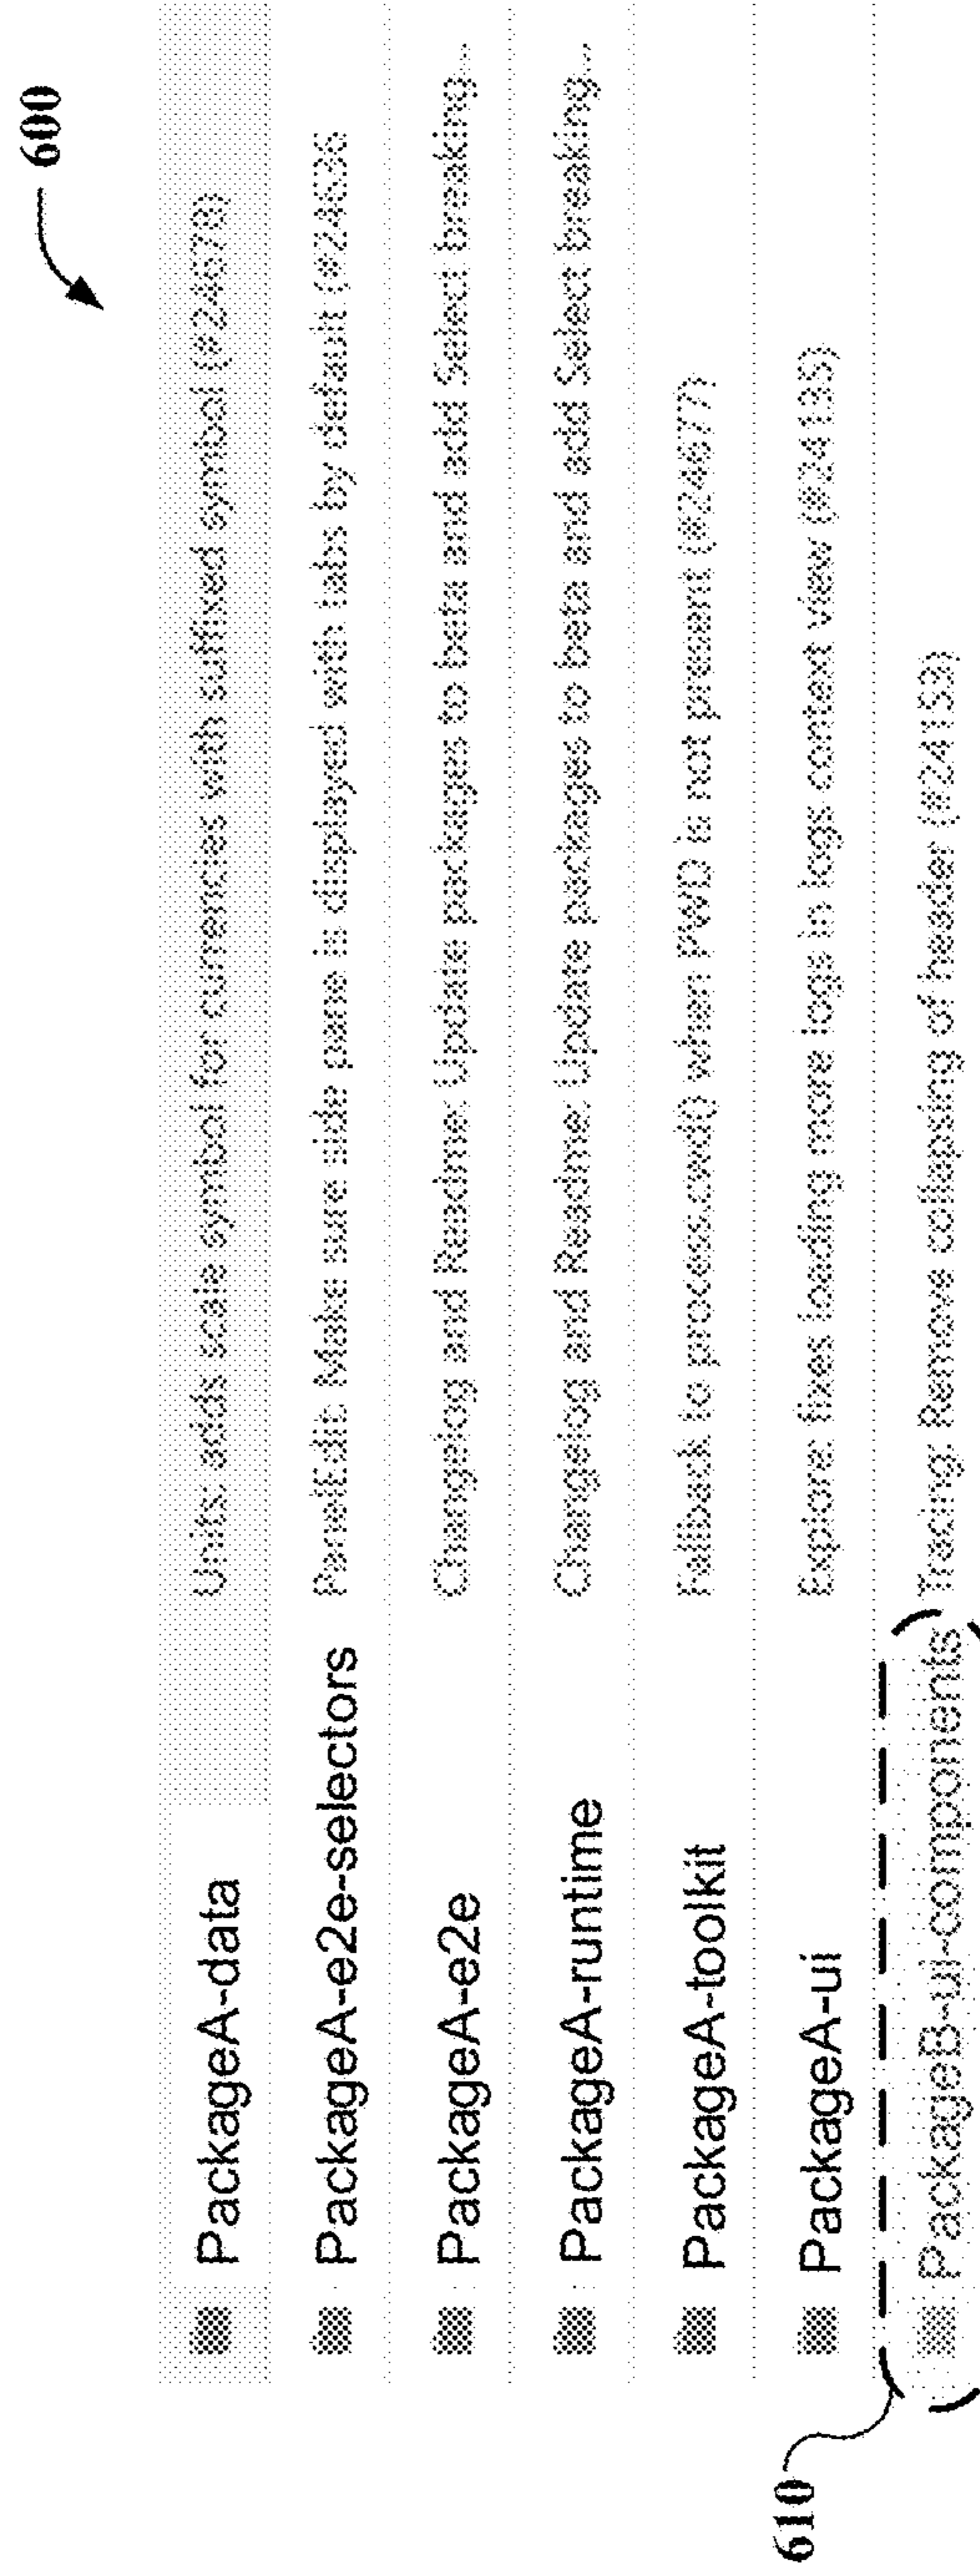 600
PackageA-data Units: adds scale symbol for currencies with suffixed symbol (#24678)
PackageA-e2e-selectors PanelEdit: Make sure side pane is displayed with tabs by default (#24636
PackageA-e2e Changelog and Readme: Update packages to beta and add Select breaking...
PackageA-runtime Changelog and Readme: Update packages to beta and add Select breaking...
PackageA-toolkit Fallback to process.cwd() when PWD is not present (#24677)
PackageA-ui Explore: fixes loading more logs in logs context view (#24135)
PackageB-ui-components Tracing: Remove collapsing of header (#24153)
610